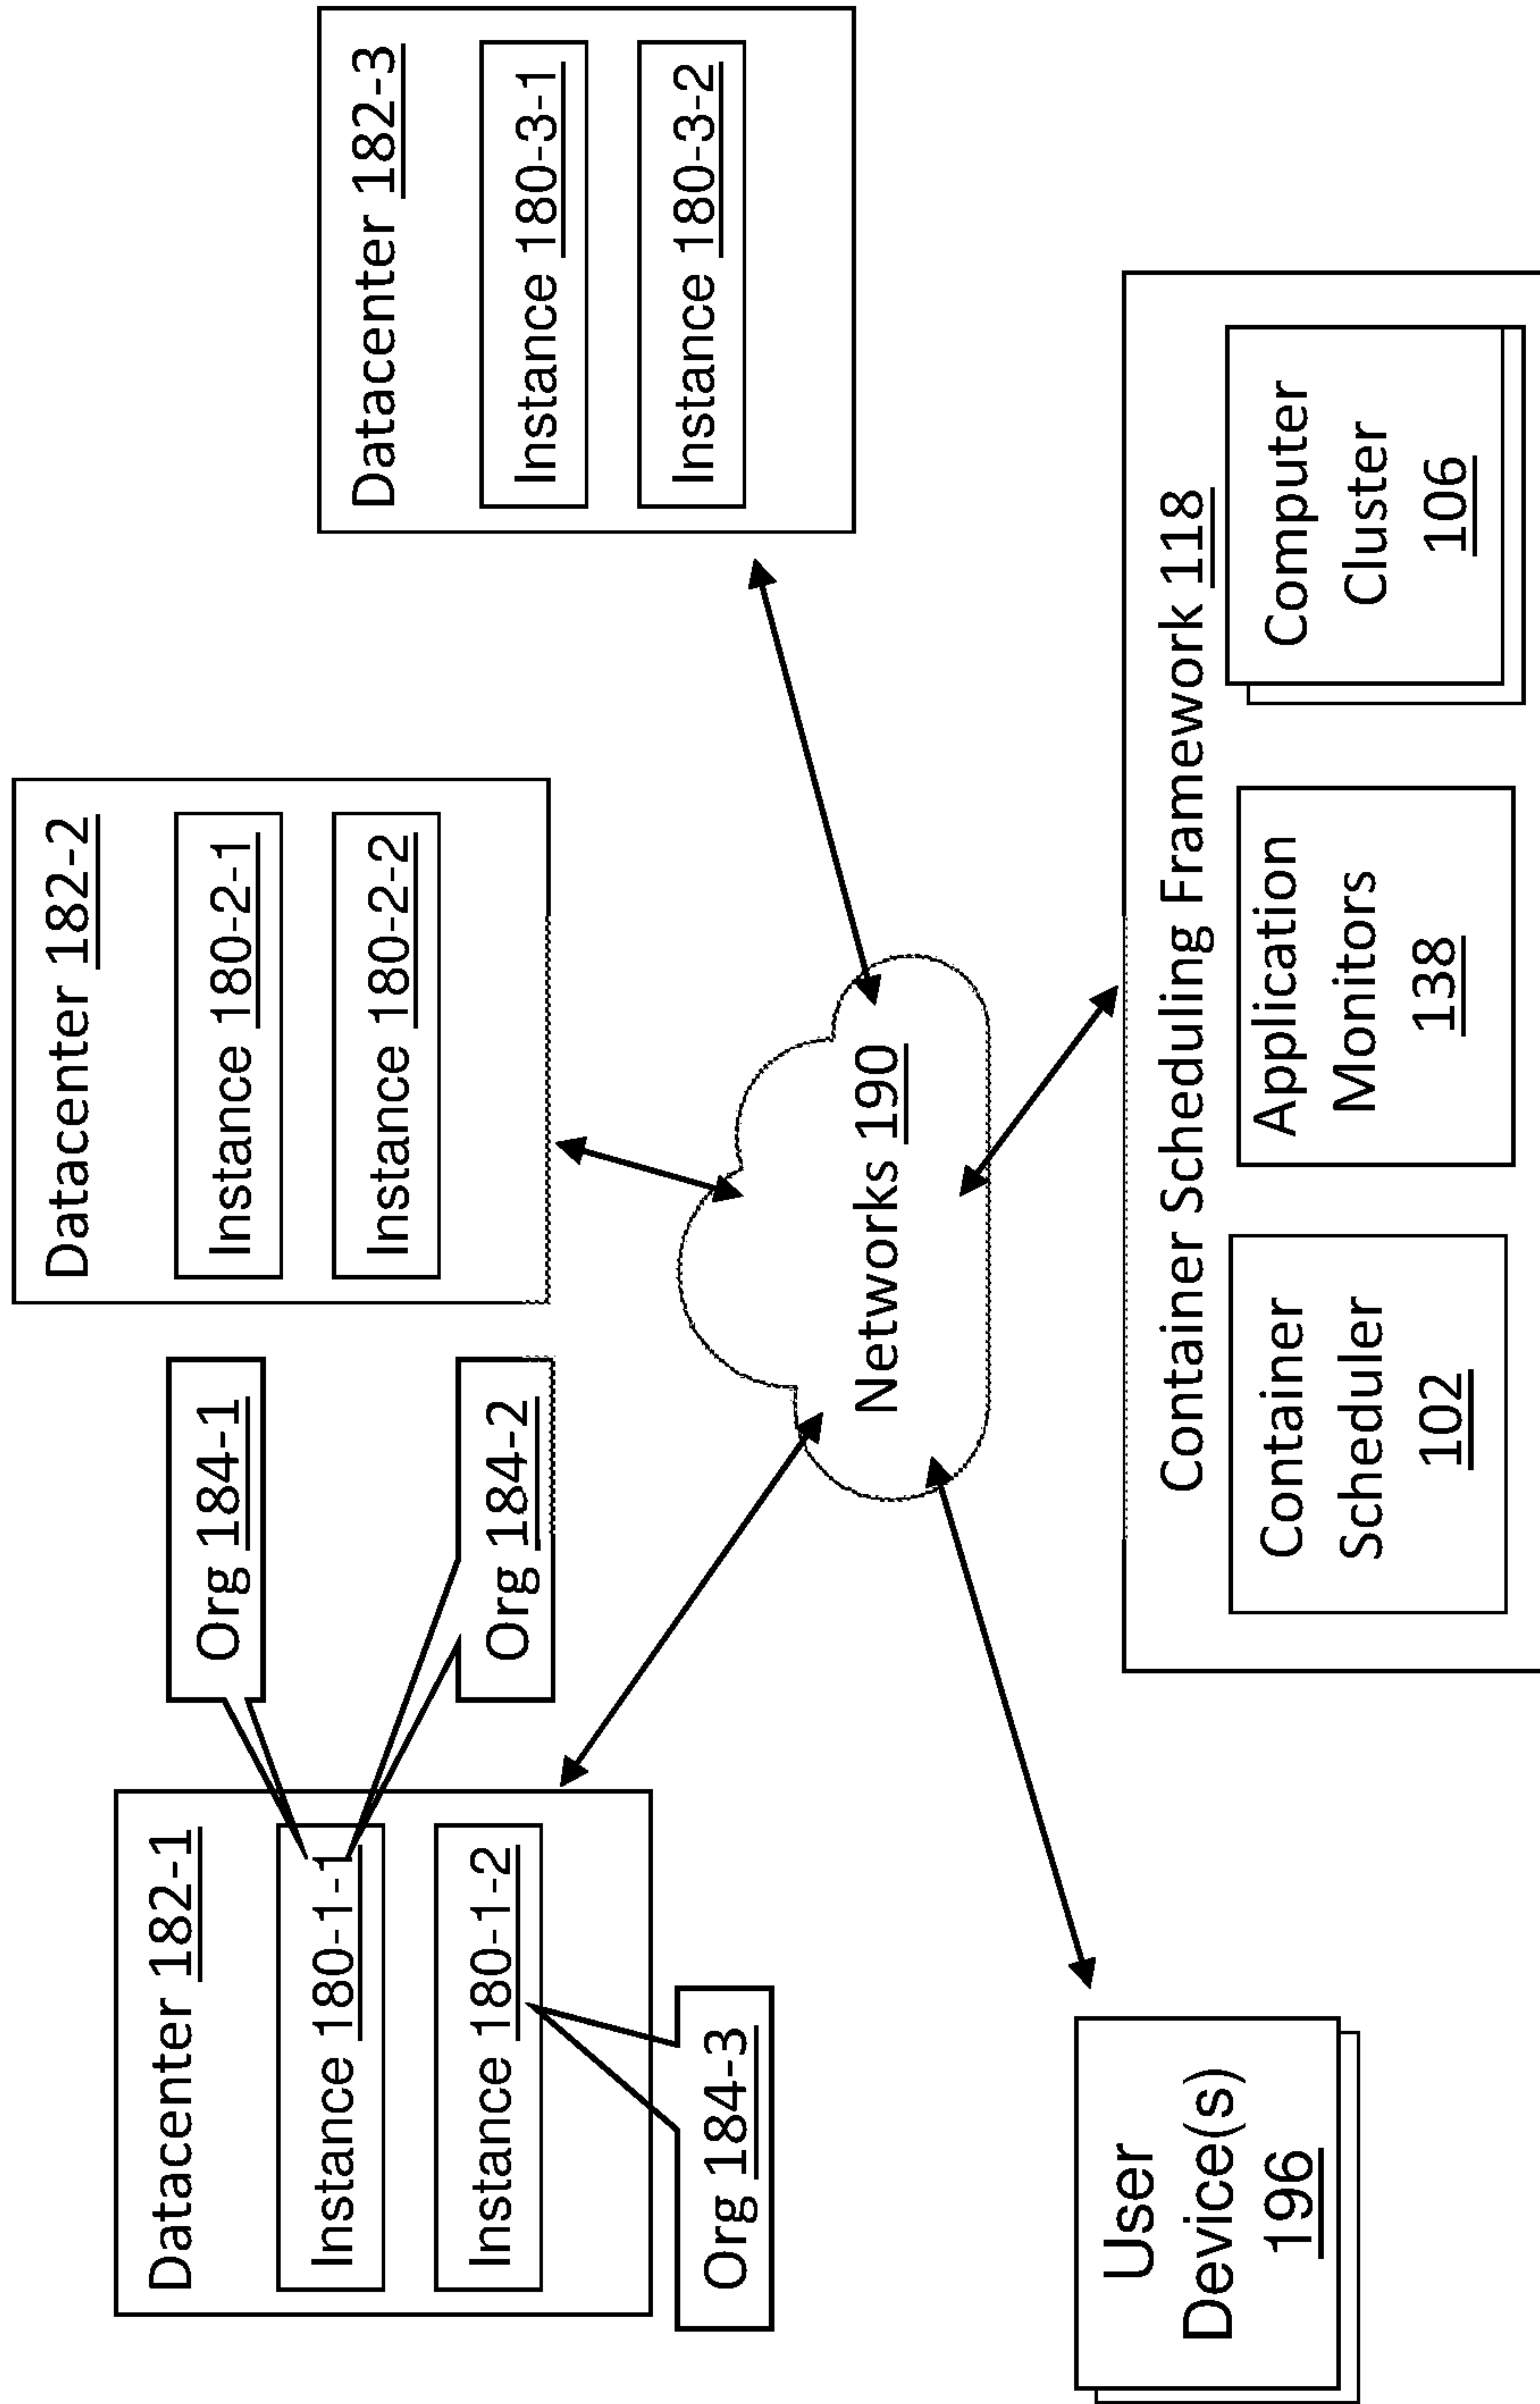 Datacenter 182-1
Instance 180-1-1
Instance 180-1-2
Org 184-1
Org 184-2
Org 184-3
Datacenter 182-2
Instance 180-2-1
Instance 180-2-2
Datacenter 182-3
Instance 180-3-1
Instance 180-3-2
Networks 190
User
Device(s)
196
Container Scheduling Framework 118
Container
Scheduler
102
Application
Monitors
138
Computer
Cluster
106